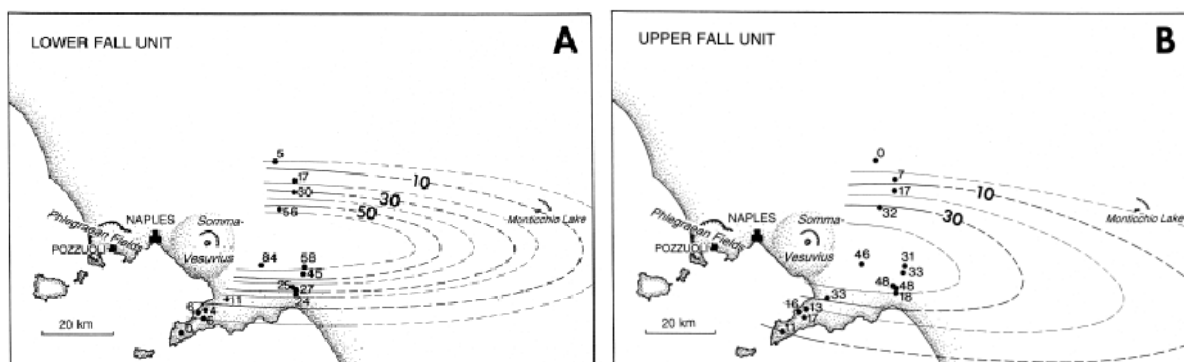 LOWER FALL UNIT
A
5
17
30
56
10
30
50
Monticchio Lake
Phlegraean Fields
NAPLES
Somma-
Vesuvius
POZZUOLI
84
58
45
25
27
24
11
4
20 km
UPPER FALL UNIT
B
0
7
17
32
10
30
Monticchio Lake
Phlegraean Fields
NAPLES
Somma-
Vesuvius
POZZUOLI
46
31
33
48
48
18
33
16
13
11
20 km